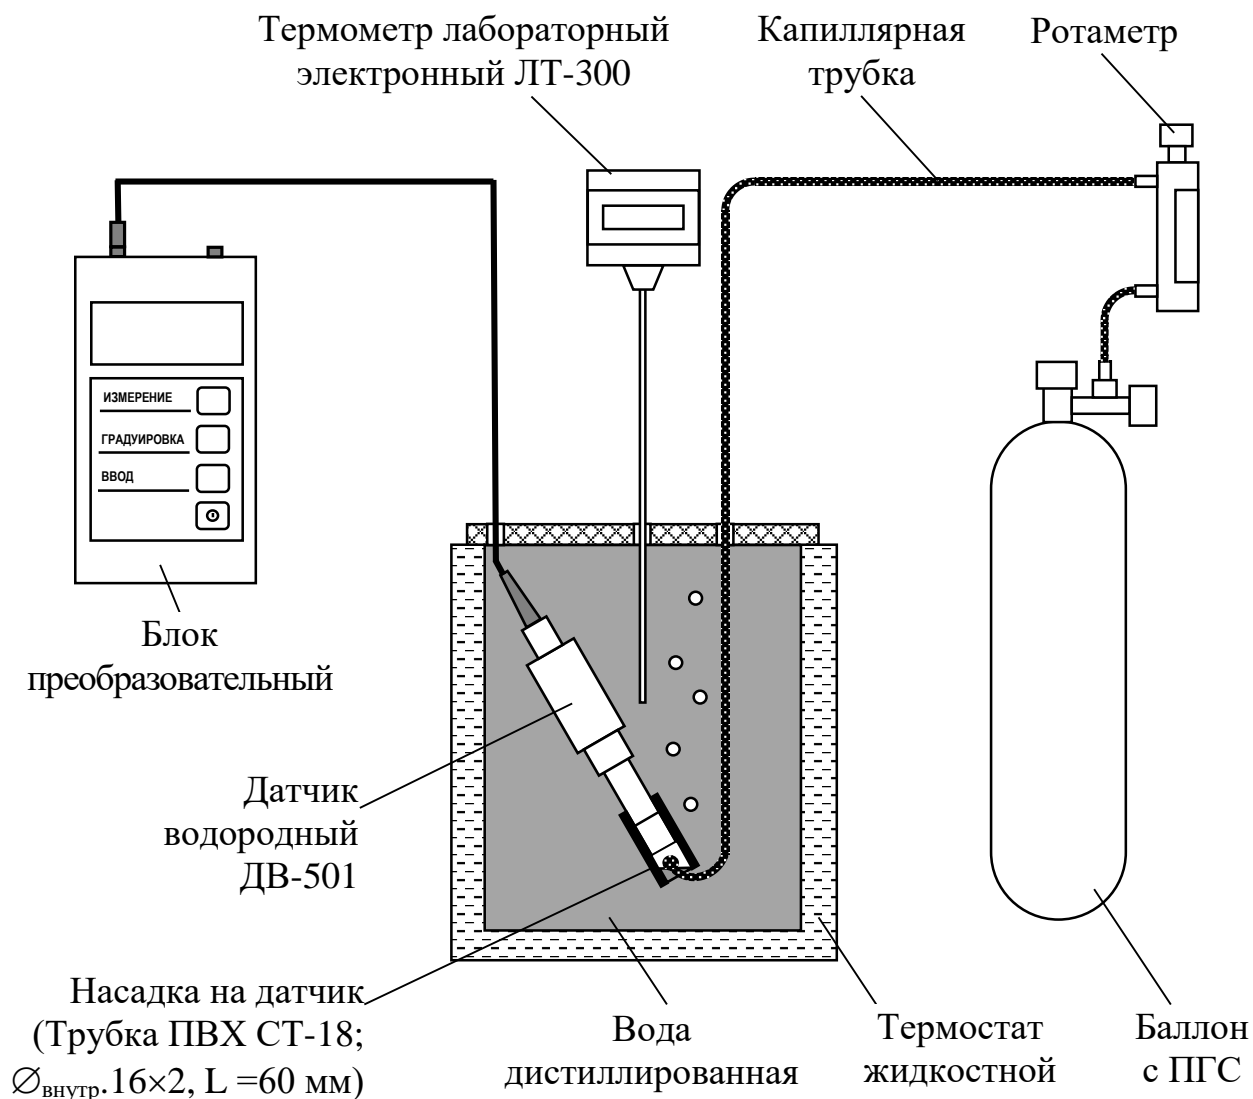 Термометр лабораторный
электронный ЛТ-300
Капиллярная
трубка
Ротаметр
ИЗМЕРЕНИЕ
ГРАДУИРОВКА
ВВОД
Блок
преобразовательный
Датчик
водородный
ДВ-501
Насадка на датчик
(Трубка ПВХ СТ-18;
∅внутр.16×2, L =60 мм)
Вода
дистиллированная
Термостат
жидкостной
Баллон
с ПГС